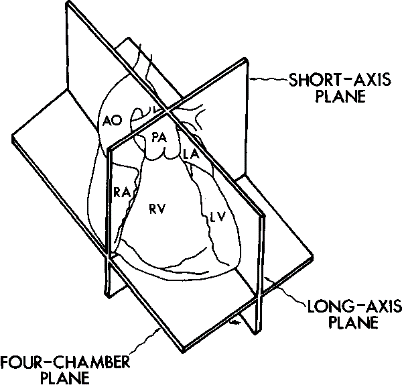 SHORT-AXIS
PLANE
AO
PA
LA
RA
RV
LV
LONG-AXIS
PLANE
FOUR-CHAMBER
PLANE